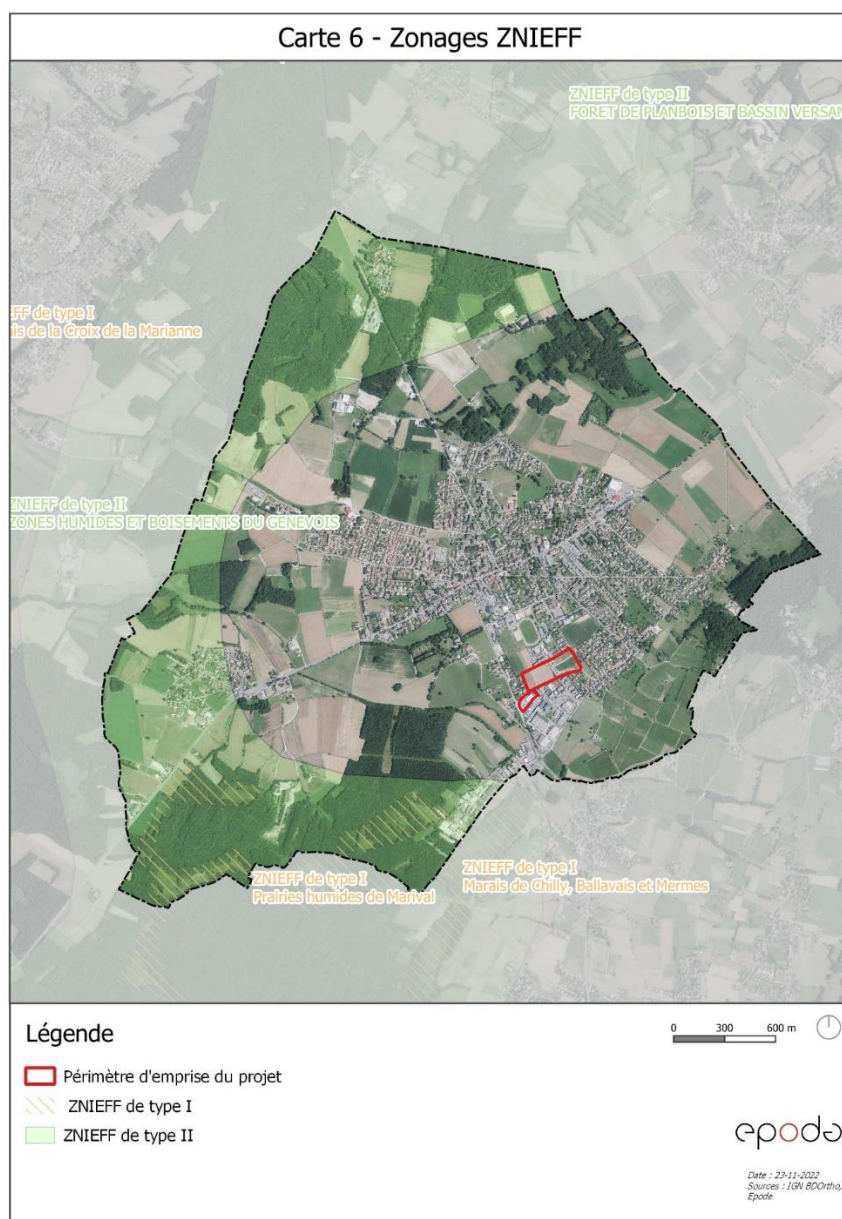 Carte 6 - Zonages ZNIEFF
ZNIEFF de type II
FORET DE PLANBOIS ET BASSIN VERSAN
FF de type I
is de la Croix de la Marianne
ZNIEFF de type II
ZONES HUMIDES ET BOISEMENTS DU GENEVOIS
ZNIEFF de type I
Prairies humides de Marival
ZNIEFF de type I
Marais de Chilly, Ballavais et Mermes
Légende
0 300 600 m
Périmètre d'emprise du projet
ZNIEFF de type I
ZNIEFF de type II
epode
Date : 23-11-2022
Sources : IGN BDOrtho,
Epode